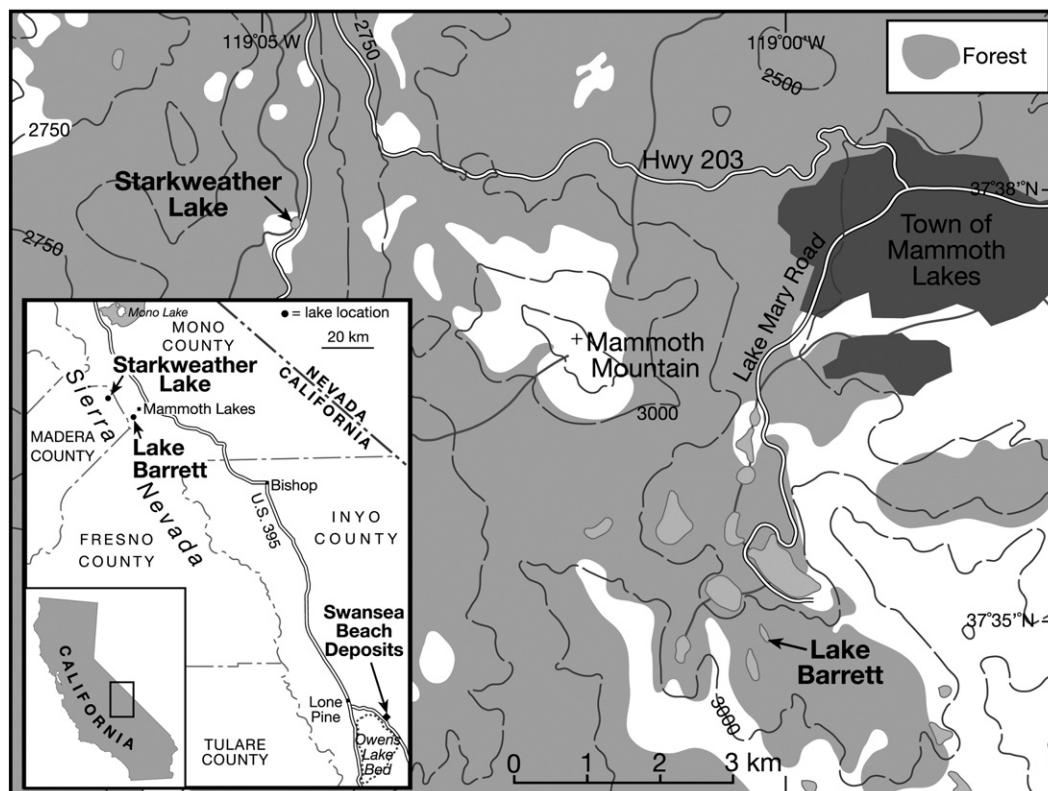 119°05'W
2750
119°00'W
2500
Forest
2750
Hwy 203
Starkweather
Lake
37°38'°N
Town of
Mammoth
Lakes
2750
Lake Mary Road
Mammoth
Mountain
3000
37°35'°N
Lake
Barrett
3000
0 1 2 3 km
Mono Lake
MONO
COUNTY
= lake location
20 km
Starkweather
Lake
NEVADA
CALIFORNIA
Sierra
Nevada
Mammoth Lakes
MADERA
COUNTY
Lake
Barrett
Bishop
U.S. 395
INYO
COUNTY
FRESNO
COUNTY
Swansea
Beach
Deposits
Lone
Pine
Owens
Lake
Bed
TULARE
COUNTY
CALIFORNIA